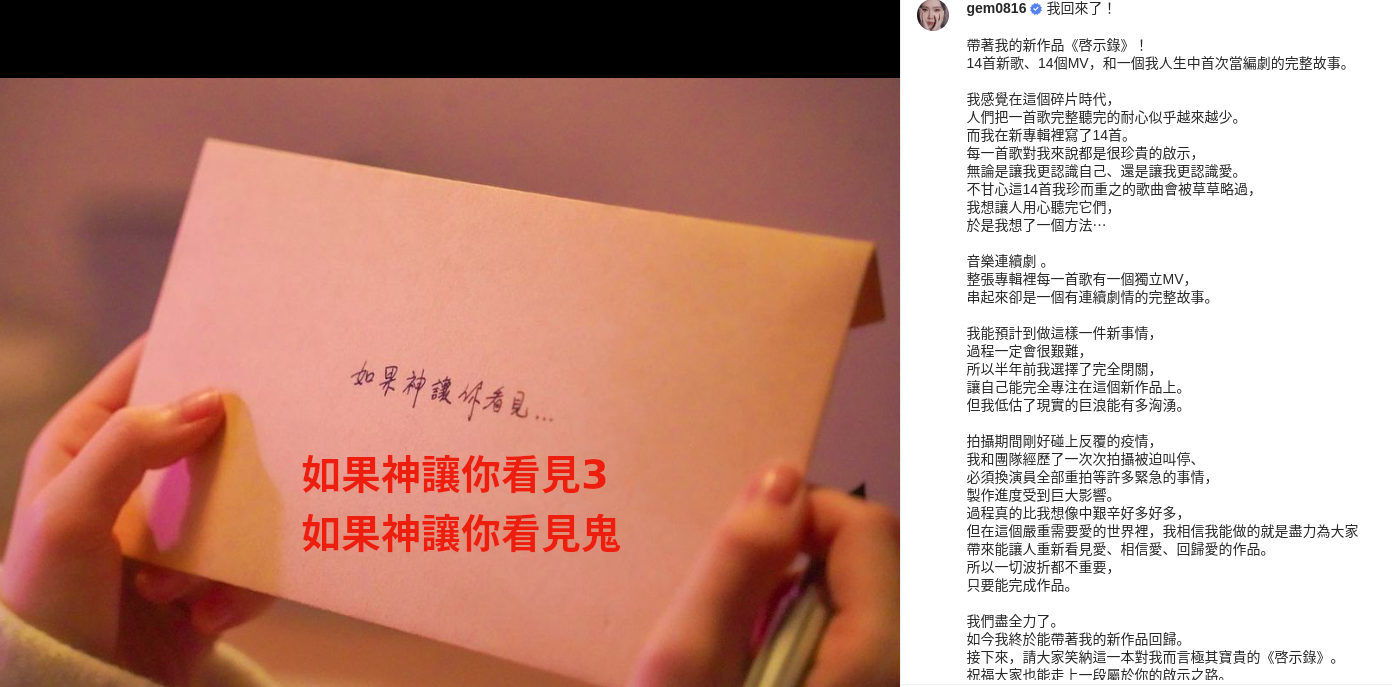 如果神讓你看見...
如果神讓你看見3
如果神讓你看見鬼
gem0816 我回來了！
帶著我的新作品《啓示錄》！
14首新歌、14個MV，和一個我人生中首次當編劇的完整故事。
我感覺在這個碎片時代，
人們把一首歌完整聽完的耐心似乎越來越少。
而我在新專輯裡寫了14首。
每一首歌對我來說都是很珍貴的啟示，
無論是讓我更認識自己、還是讓我更認識愛。
不甘心這14首我珍而重之的歌曲會被草草略過，
我想讓人用心聽完它們，
於是我想了一個方法⋯
音樂連續劇 。
整張專輯裡每一首歌有一個獨立MV，
串起來卻是一個有連續劇情的完整故事。
我能預計到做這樣一件新事情，
過程一定會很艱難，
所以半年前我選擇了完全閉關，
讓自己能完全專注在這個新作品上。
但我低估了現實的巨浪能有多洶湧。
拍攝期間剛好碰上反覆的疫情，
我和團隊經歷了一次次拍攝被迫叫停、
必須換演員全部重拍等許多緊急的事情，
製作進度受到巨大影響。
過程真的比我想像中艱辛好多好多，
但在這個嚴重需要愛的世界裡，我相信我能做的就是盡力為大家
帶來能讓人重新看見愛、相信愛、回歸愛的作品。
所以一切波折都不重要，
只要能完成作品。
我們盡全力了。
如今我終於能帶著我的新作品回歸。
接下來，請大家笑納這一本對我而言極其寶貴的《啓示錄》。
祝福大家也能走上一段屬於你的啟示之路。